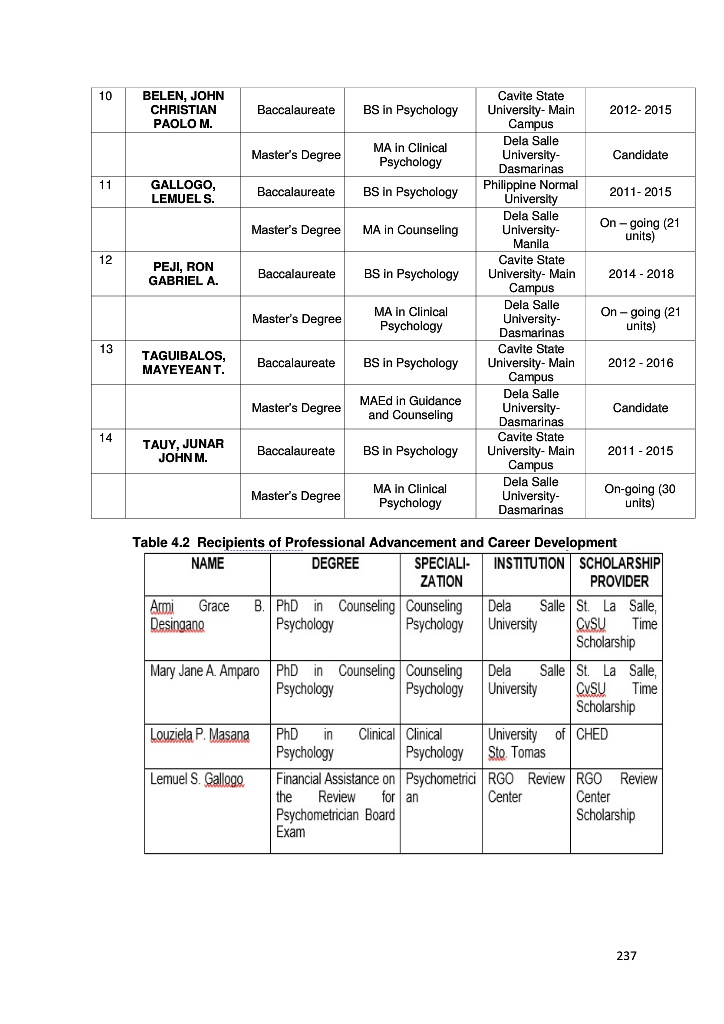 10 BELEN, JOHN CHRISTIAN PAOLO M. Baccalaureate BS in Psychology Cavite State University- Main Campus 2012- 2015
Master's Degree MA in Clinical Psychology Dela Salle University- Dasmarinas Candidate
11 GALLOGO, LEMUEL S. Baccalaureate BS in Psychology Philippine Normal University 2011- 2015
Master's Degree MA in Counseling Dela Salle University- Manila On – going (21 units)
12 PEJI, RON GABRIEL A. Baccalaureate BS in Psychology Cavite State University- Main Campus 2014 - 2018
Master's Degree MA in Clinical Psychology Dela Salle University- Dasmarinas On – going (21 units)
13 TAGUIBALOS, MAYEYEAN T. Baccalaureate BS in Psychology Cavite State University- Main Campus 2012 - 2016
Master's Degree MAEd in Guidance and Counseling Dela Salle University- Dasmarinas Candidate
14 TAUY, JUNAR JOHN M. Baccalaureate BS in Psychology Cavite State University- Main Campus 2011 - 2015
Master's Degree MA in Clinical Psychology Dela Salle University- Dasmarinas On-going (30 units)
Table 4.2 Recipients of Professional Advancement and Career Development
NAME DEGREE SPECIALI-ZATION INSTITUTION SCHOLARSHIP PROVIDER
Armi Grace B. Desingano PhD in Counseling Psychology Counseling Psychology Dela Salle University St. La Salle, CvSU Time Scholarship
Mary Jane A. Amparo PhD in Counseling Psychology Counseling Psychology Dela Salle University St. La Salle, CvSU Time Scholarship
Louziela P. Masana PhD in Clinical Psychology Clinical Psychology University of Sto. Tomas CHED
Lemuel S. Gallogo Financial Assistance on the Review for Psychometrician Board Exam Psychometrician RGO Review Center RGO Review Center Scholarship
237